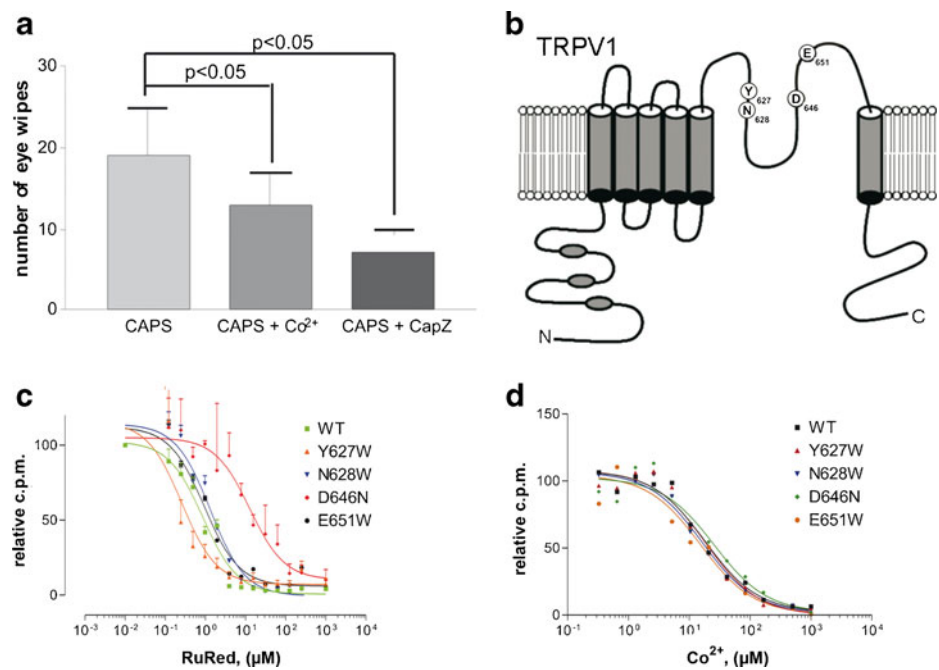 a
p<0.05
p<0.05
number of eye wipes
30
20
10
0
CAPS
CAPS + Co²⁺
CAPS + CapZ
b
TRPV1
Y 627
N 628
D 646
E 651
N
C
c
relative c.p.m.
100
50
0
WT
Y627W
N628W
D646N
E651W
10⁻³ 10⁻² 10⁻¹ 10⁰ 10¹ 10² 10³ 10⁴
RuRed, (µM)
d
relative c.p.m.
150
100
50
0
WT
Y627W
N628W
D646N
E651W
10⁻¹ 10⁰ 10¹ 10² 10³ 10⁴
Co²⁺, (µM)